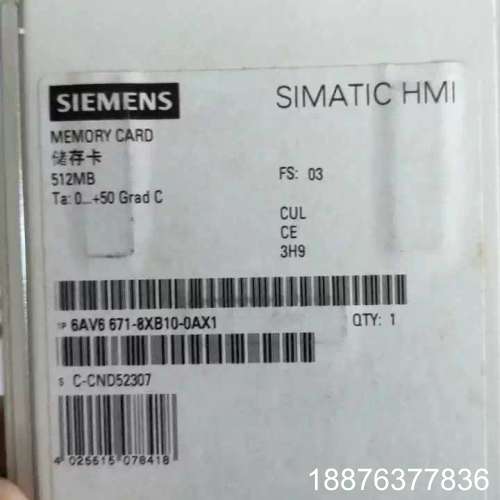 SIEMENS
SIMATIC HMI
MEMORY CARD
储存卡
512MB
FS: 03
Ta: 0...+50 Grad C
CUL
CE
3H9
1P 6AV6 671-8XB10-0AX1
QTY: 1
S C-CND52307
4 025515 078418
18876377836